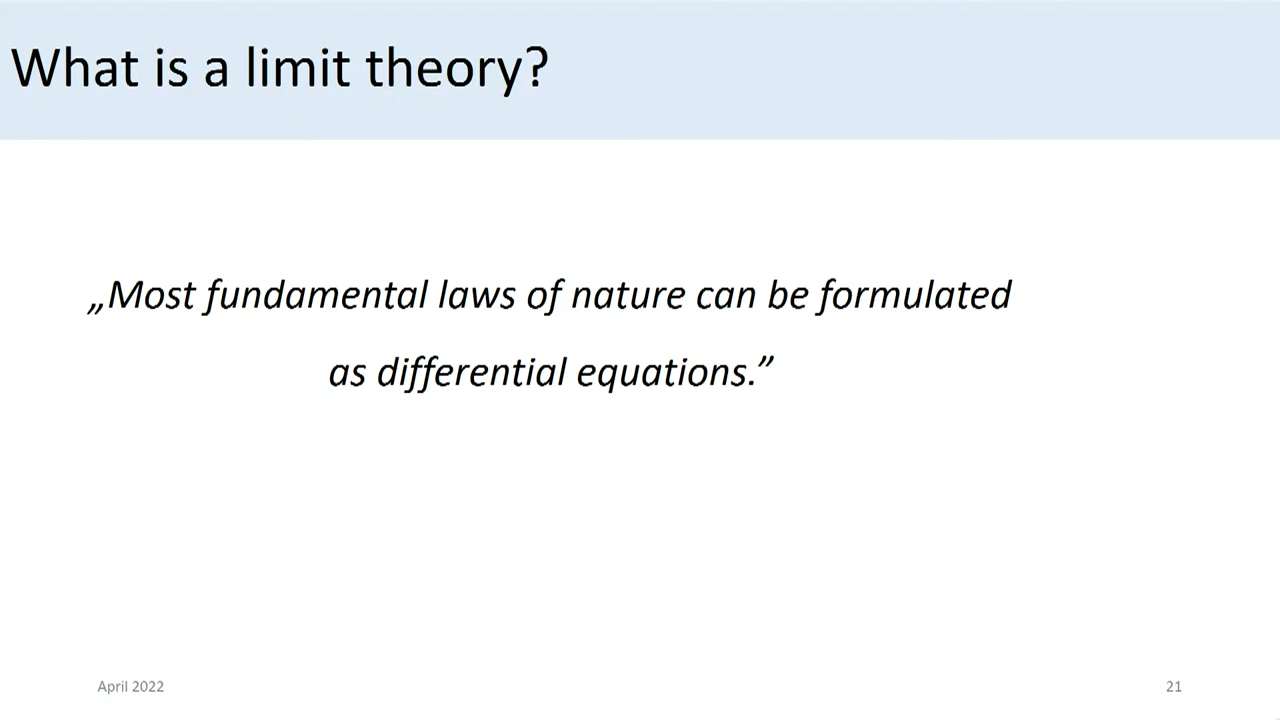 What is a limit theory?
„Most fundamental laws of nature can be formulated
as differential equations.”
April 2022
21